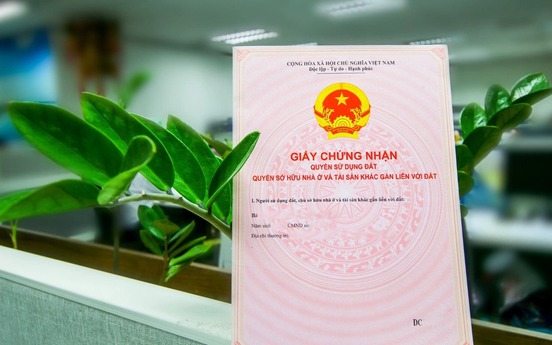 CỘNG HÒA XÃ HỘI CHỦ NGHĨA VIỆT NAM
Độc lập - Tự do - Hạnh phúc
GIẤY CHỨNG NHẬN
QUYỀN SỬ DỤNG ĐẤT
QUYỀN SỞ HỮU NHÀ Ở VÀ TÀI SẢN KHÁC GẮN LIỀN VỚI ĐẤT
I. Người sử dụng đất, chủ sở hữu nhà ở và tài sản khác gắn liền với đất:
Bà
Năm sinh: CMND số:
Địa chỉ thường trú: